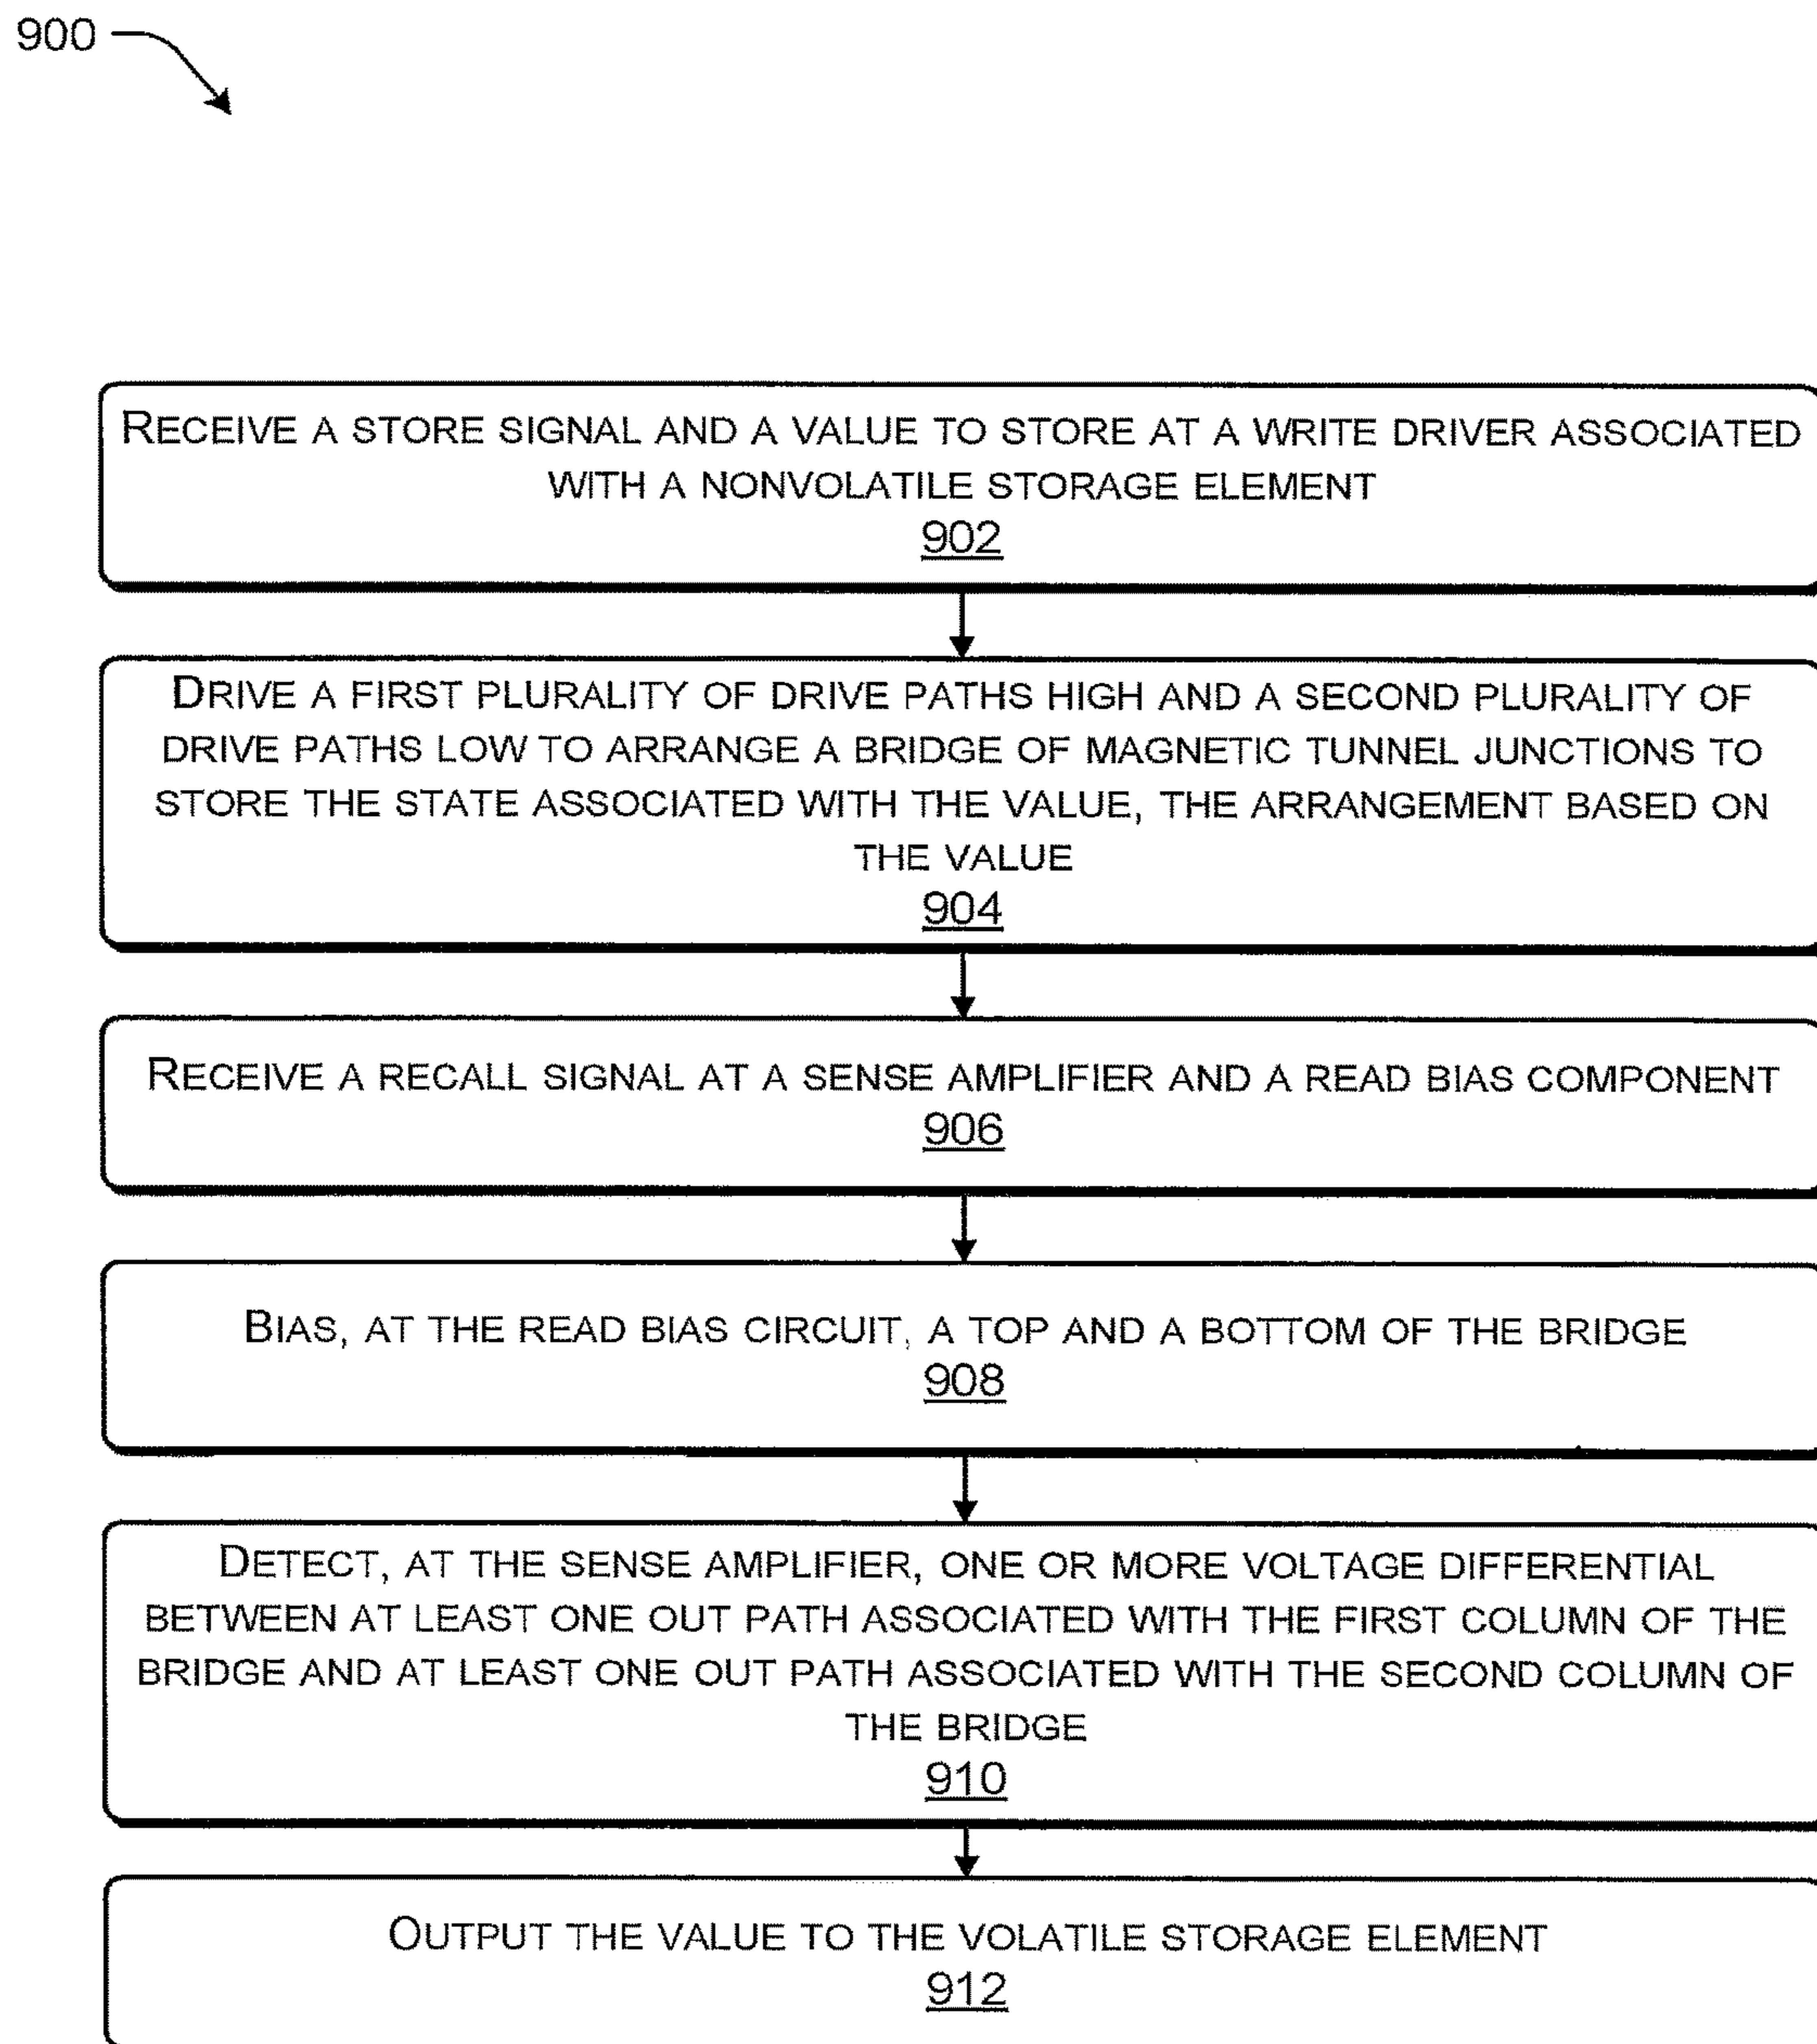 900
RECEIVE A STORE SIGNAL AND A VALUE TO STORE AT A WRITE DRIVER ASSOCIATED
WITH A NONVOLATILE STORAGE ELEMENT
902
DRIVE A FIRST PLURALITY OF DRIVE PATHS HIGH AND A SECOND PLURALITY OF
DRIVE PATHS LOW TO ARRANGE A BRIDGE OF MAGNETIC TUNNEL JUNCTIONS TO
STORE THE STATE ASSOCIATED WITH THE VALUE, THE ARRANGEMENT BASED ON
THE VALUE
904
RECEIVE A RECALL SIGNAL AT A SENSE AMPLIFIER AND A READ BIAS COMPONENT
906
BIAS, AT THE READ BIAS CIRCUIT, A TOP AND A BOTTOM OF THE BRIDGE
908
DETECT, AT THE SENSE AMPLIFIER, ONE OR MORE VOLTAGE DIFFERENTIAL
BETWEEN AT LEAST ONE OUT PATH ASSOCIATED WITH THE FIRST COLUMN OF THE
BRIDGE AND AT LEAST ONE OUT PATH ASSOCIATED WITH THE SECOND COLUMN OF
THE BRIDGE
910
OUTPUT THE VALUE TO THE VOLATILE STORAGE ELEMENT
912